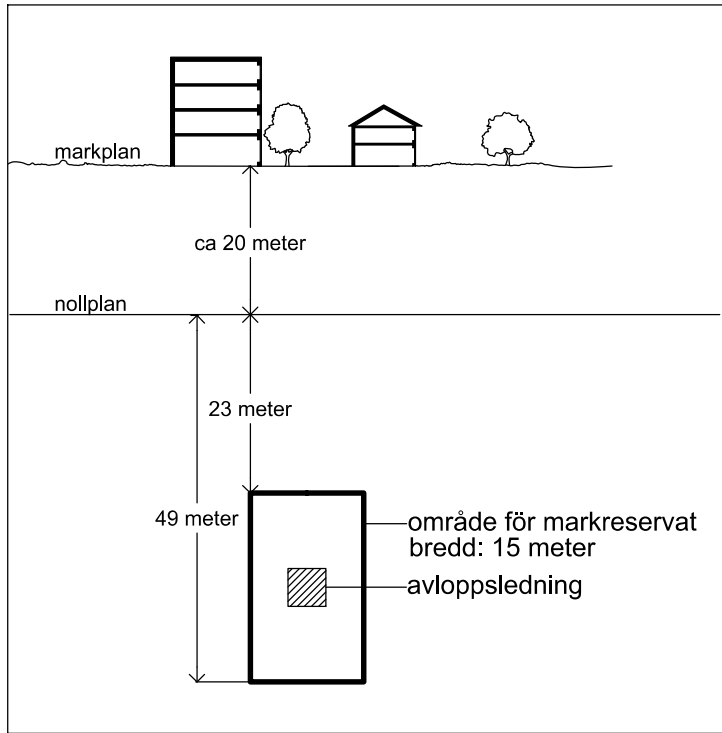 markplan
ca 20 meter
nollplan
23 meter
49 meter
område för markreservat
bredd: 15 meter
avloppsledning